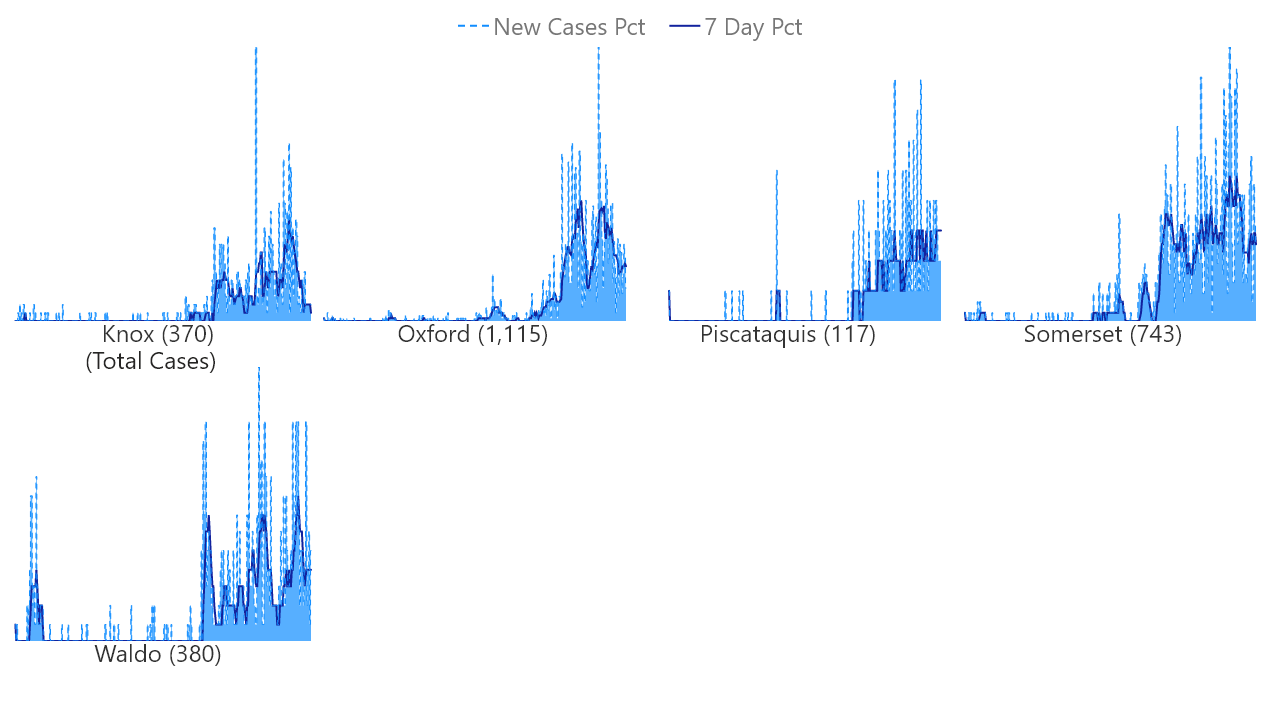 New Cases Pct 7 Day Pct
Knox (370) Oxford (1,115) Piscataquis (117) Somerset (743)
(Total Cases)
Waldo (380)